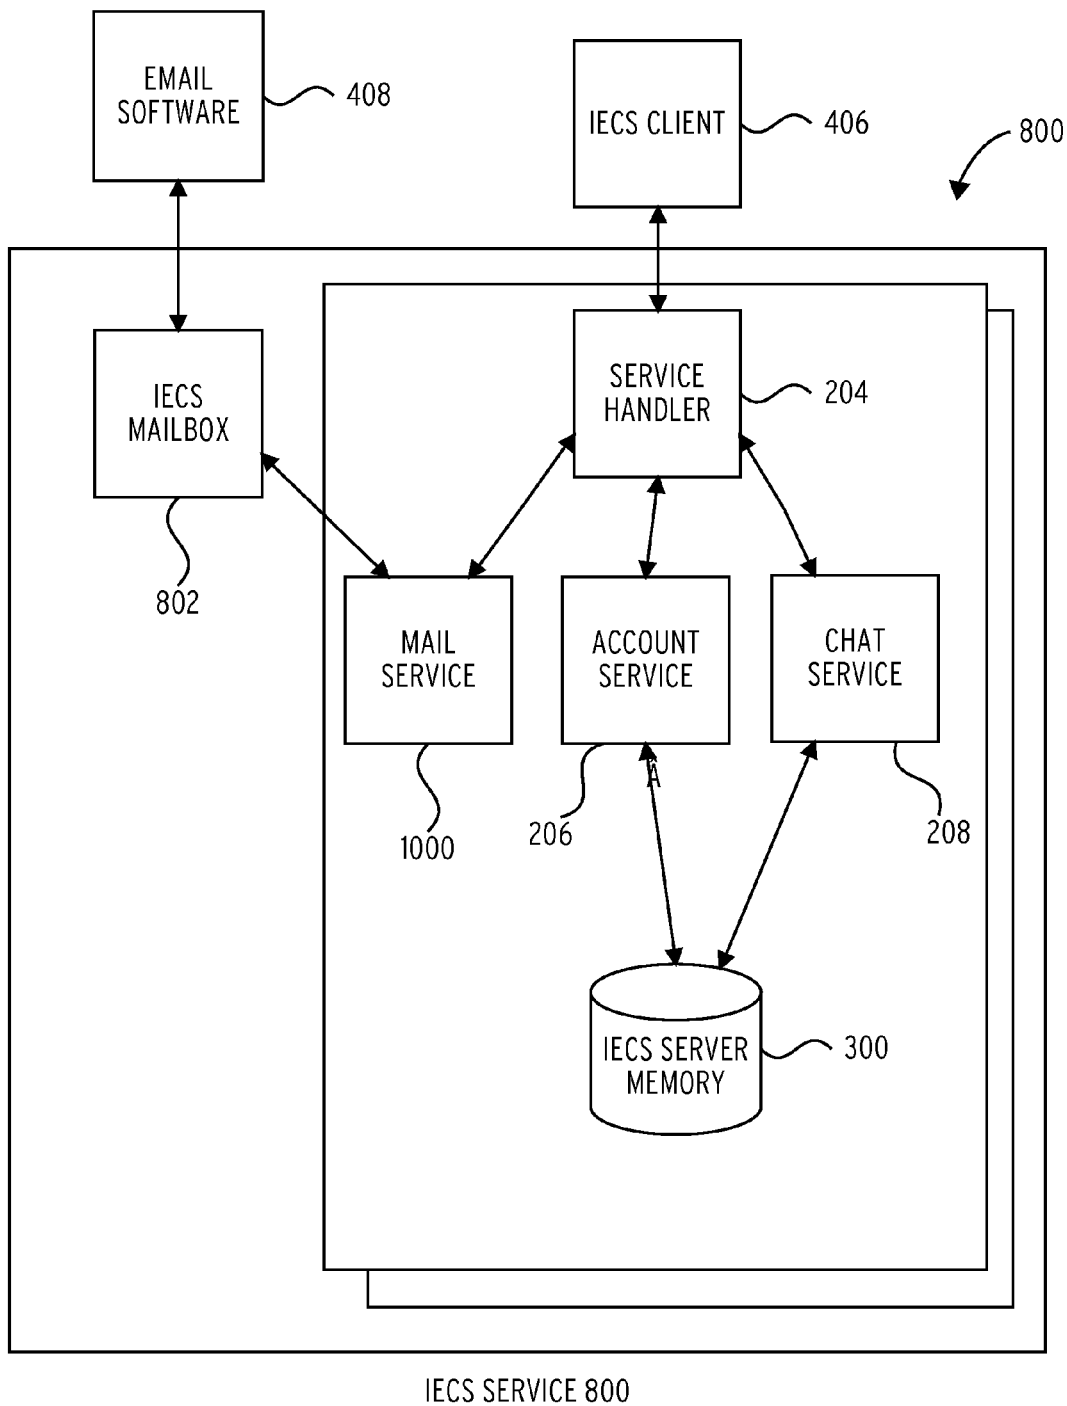 EMAIL
SOFTWARE
408
IECS CLIENT
406
800
IECS
MAILBOX
802
SERVICE
HANDLER
204
MAIL
SERVICE
1000
ACCOUNT
SERVICE
206
CHAT
SERVICE
208
A
IECS SERVER
MEMORY
300
IECS SERVICE 800